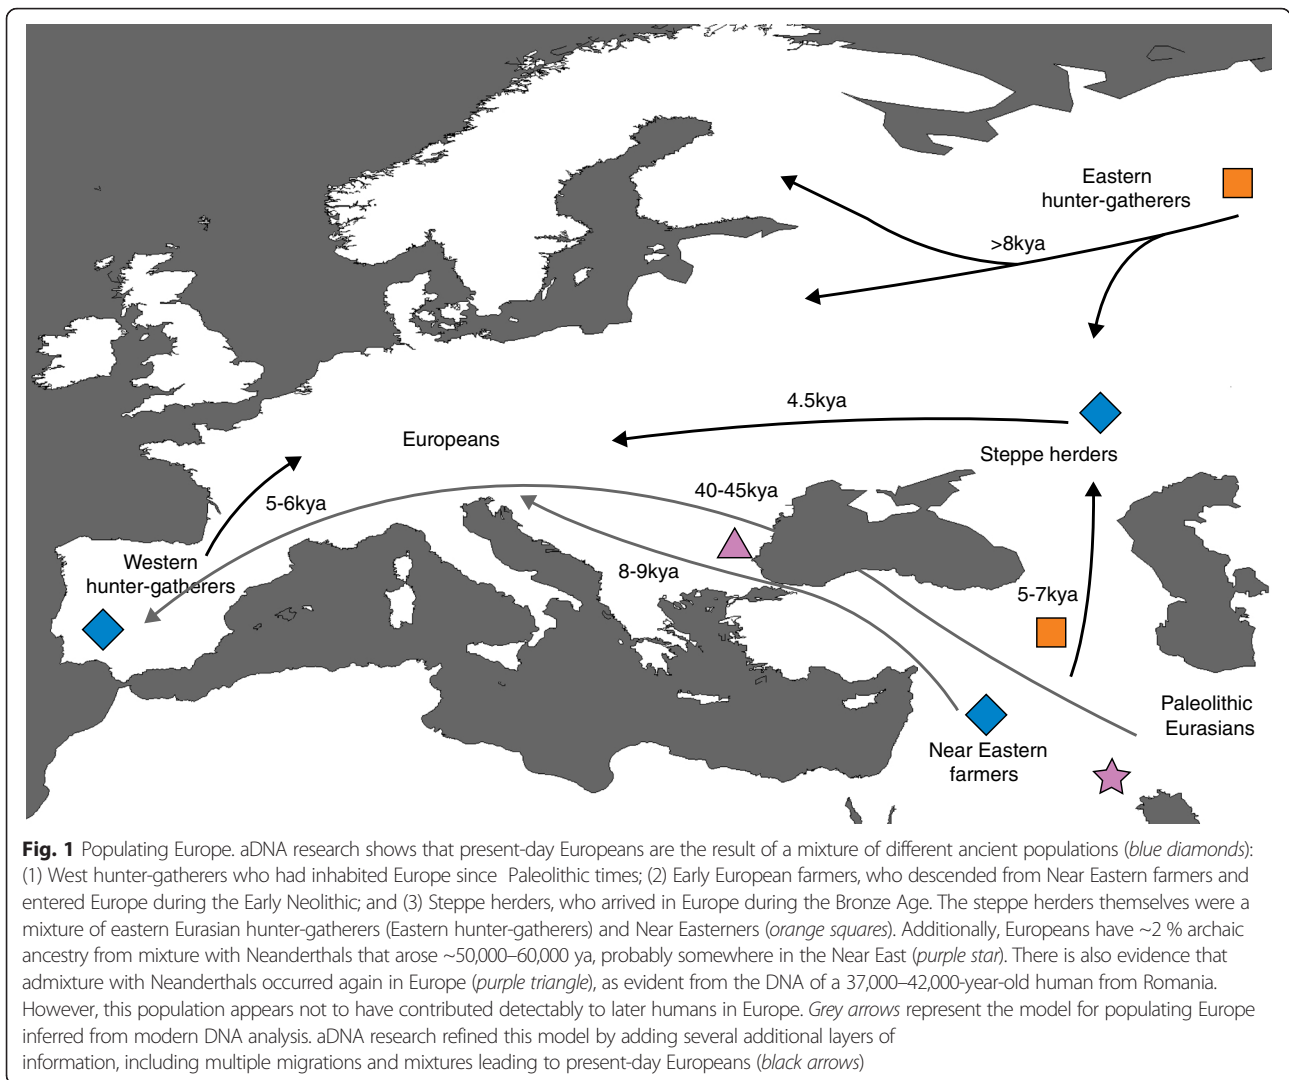 Eastern
hunter-gatherers
>8kya
4.5kya
Europeans
Steppe herders
40-45kya
5-6kya
Western
hunter-gatherers
8-9kya
5-7kya
Paleolithic
Eurasians
Near Eastern
farmers
Fig. 1 Populating Europe. aDNA research shows that present-day Europeans are the result of a mixture of different ancient populations (blue diamonds):
(1) West hunter-gatherers who had inhabited Europe since Paleolithic times; (2) Early European farmers, who descended from Near Eastern farmers and
entered Europe during the Early Neolithic; and (3) Steppe herders, who arrived in Europe during the Bronze Age. The steppe herders themselves were a
mixture of eastern Eurasian hunter-gatherers (Eastern hunter-gatherers) and Near Easterners (orange squares). Additionally, Europeans have ~2 % archaic
ancestry from mixture with Neanderthals that arose ~50,000–60,000 ya, probably somewhere in the Near East (purple star). There is also evidence that
admixture with Neanderthals occurred again in Europe (purple triangle), as evident from the DNA of a 37,000–42,000-year-old human from Romania.
However, this population appears not to have contributed detectably to later humans in Europe. Grey arrows represent the model for populating Europe
inferred from modern DNA analysis. aDNA research refined this model by adding several additional layers of
information, including multiple migrations and mixtures leading to present-day Europeans (black arrows)